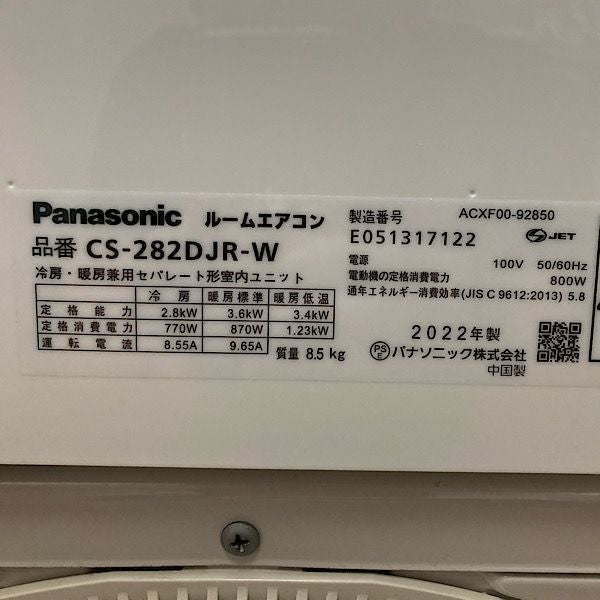 Panasonic ルームエアコン
品番 CS-282DJR-W
冷房・暖房兼用セパレート形室内ユニット
冷房 暖房標準 暖房低温
定格能力 2.8kW 3.6kW 3.4kW
定格消費電力 770W 870W 1.23kW
運転電流 8.55A 9.65A
質量 8.5 kg
製造番号 ACXF00-92850
E051317122 JET
電源 100V 50/60Hz
電動機の定格消費電力 800W
通年エネルギー消費効率(JIS C 9612:2013) 5.8
2022年製
PSE パナソニック株式会社
中国製